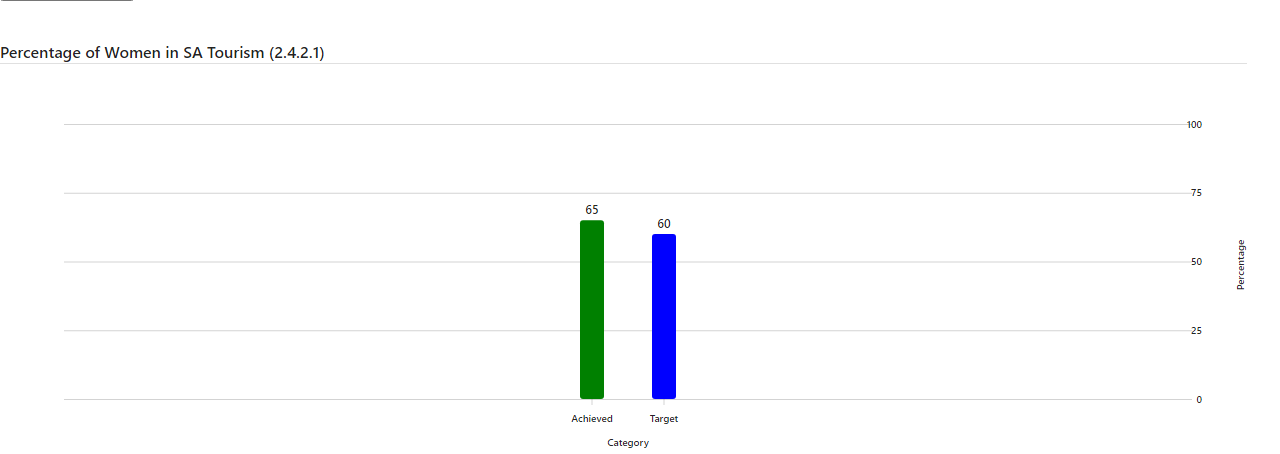 Percentage of Women in SA Tourism (2.4.2.1)
100
75
65
60
50
Percentage
25
0
Achieved Target
Category